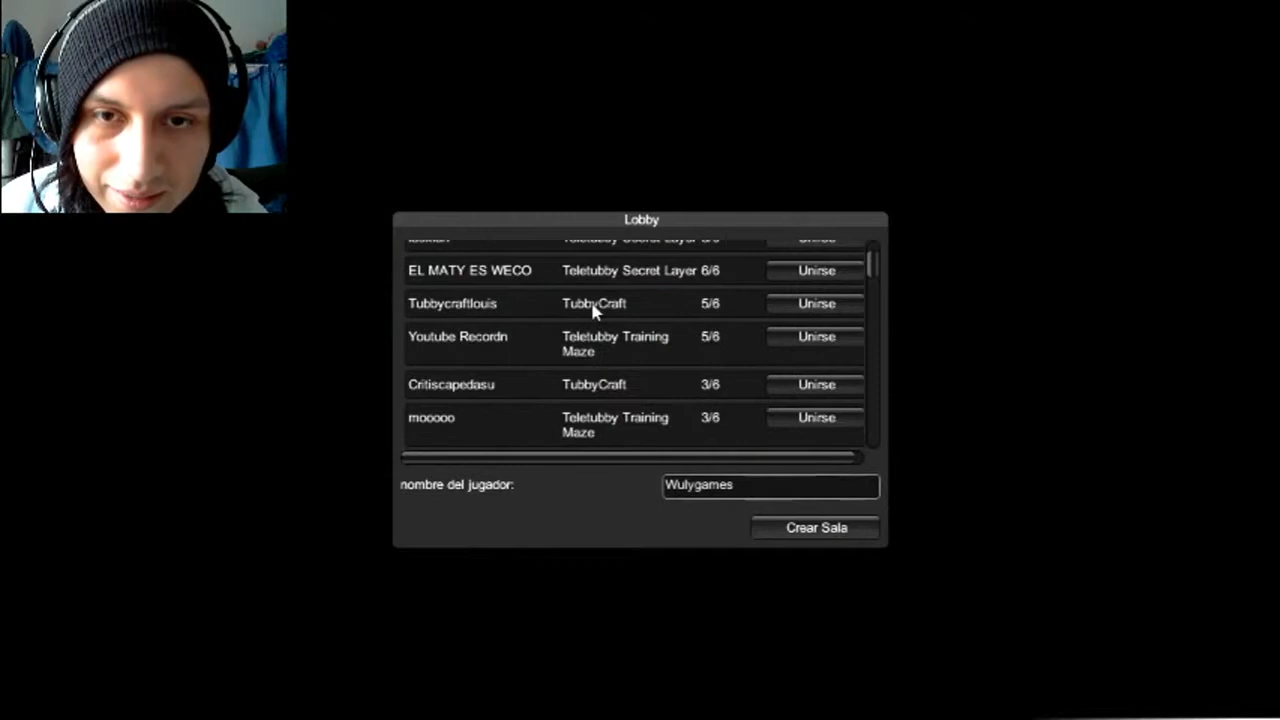 Lobby
EL MATY ES WECO Teletubby Secret Layer 6/6 Unirse
Tubbycraftlouis TubbyCraft 5/6 Unirse
Youtube Recordn Teletubby Training 5/6 Unirse
Maze
Critiscapedasu TubbyCraft 3/6 Unirse
mooooo Teletubby Training 3/6 Unirse
Maze
nombre del jugador: Wulygames
Crear Sala